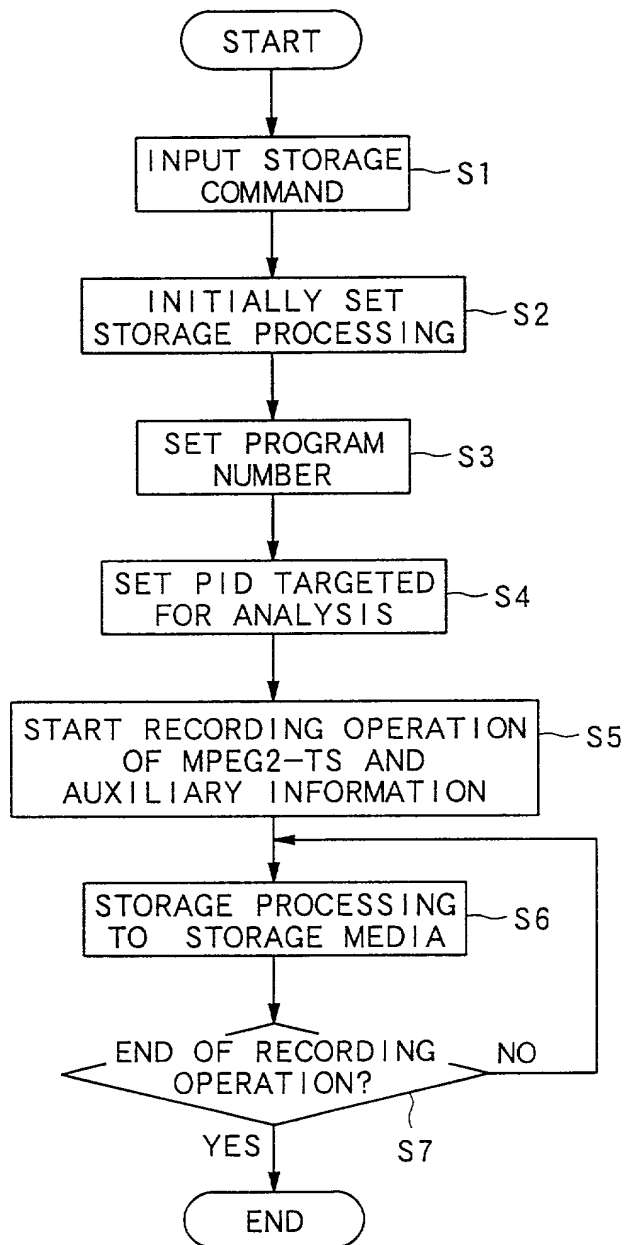 START
INPUT STORAGE
COMMAND
S1
INITIALLY SET
STORAGE PROCESSING
S2
SET PROGRAM
NUMBER
S3
SET PID TARGETED
FOR ANALYSIS
S4
START RECORDING OPERATION
OF MPEG2-TS AND
AUXILIARY INFORMATION
S5
STORAGE PROCESSING
TO STORAGE MEDIA
S6
END OF RECORDING
OPERATION?
NO
YES
S7
END